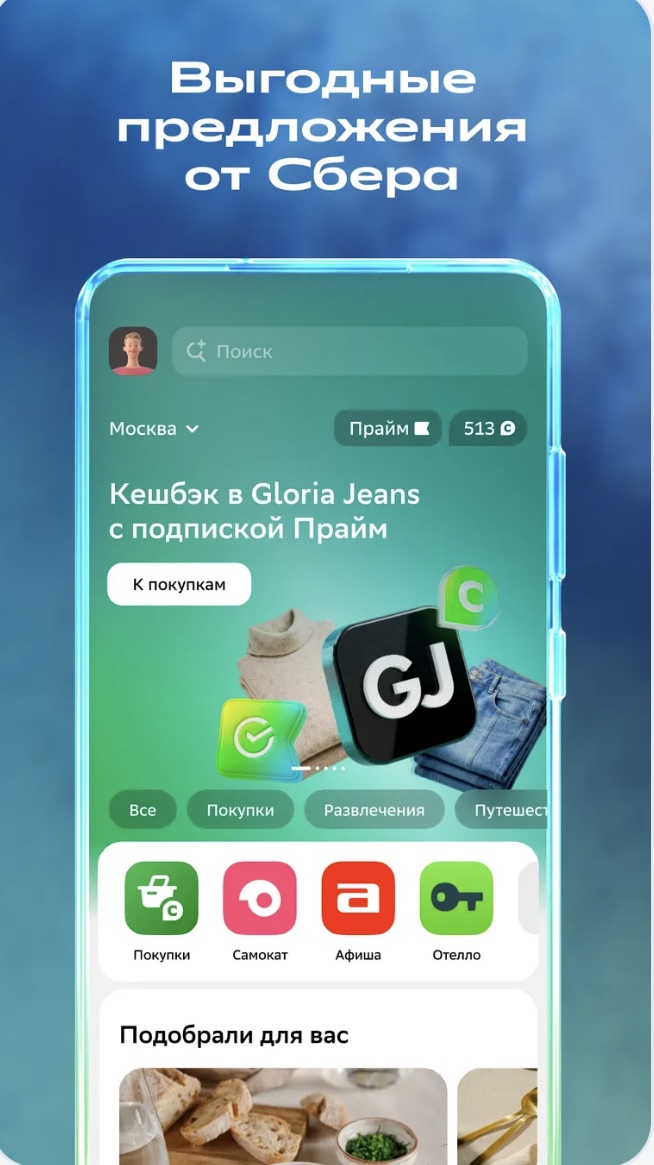 Выгодные
предложения
от Сбера
Поиск
Москва
Прайм
513
Кешбэк в Gloria Jeans
с подпиской Прайм
К покупкам
GJ
Все
Покупки
Развлечения
Путешест
Покупки
Самокат
Афиша
Отелло
Подобрали для вас